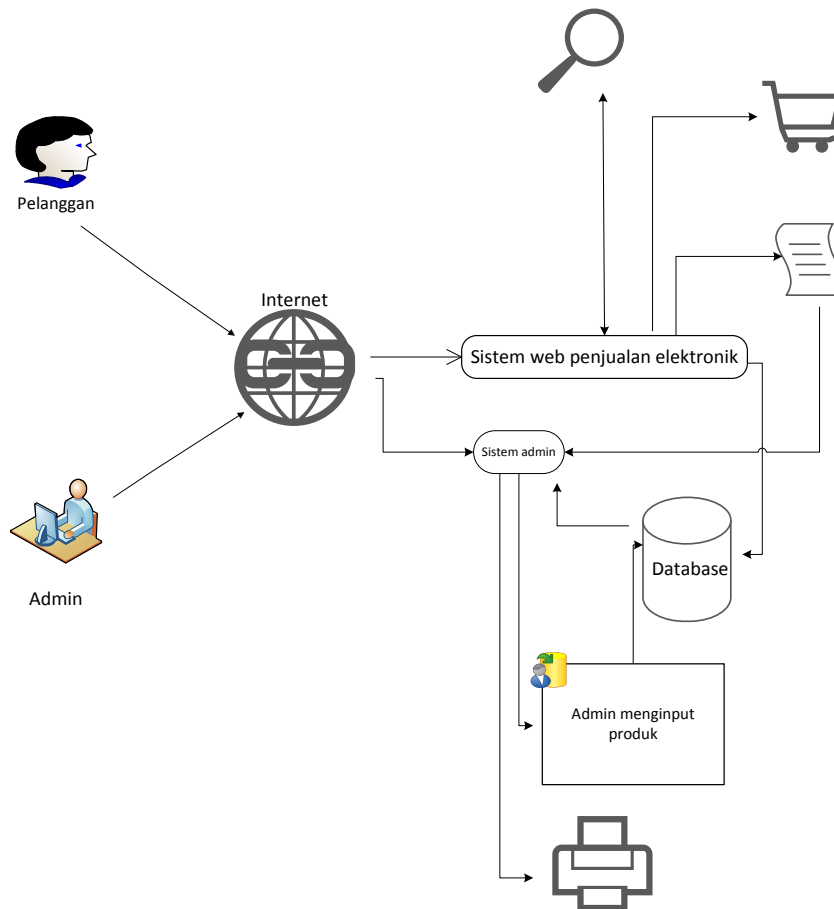 Pelanggan
Internet
Sistem web penjualan elektronik
Sistem admin
Database
Admin
Admin menginput
produk